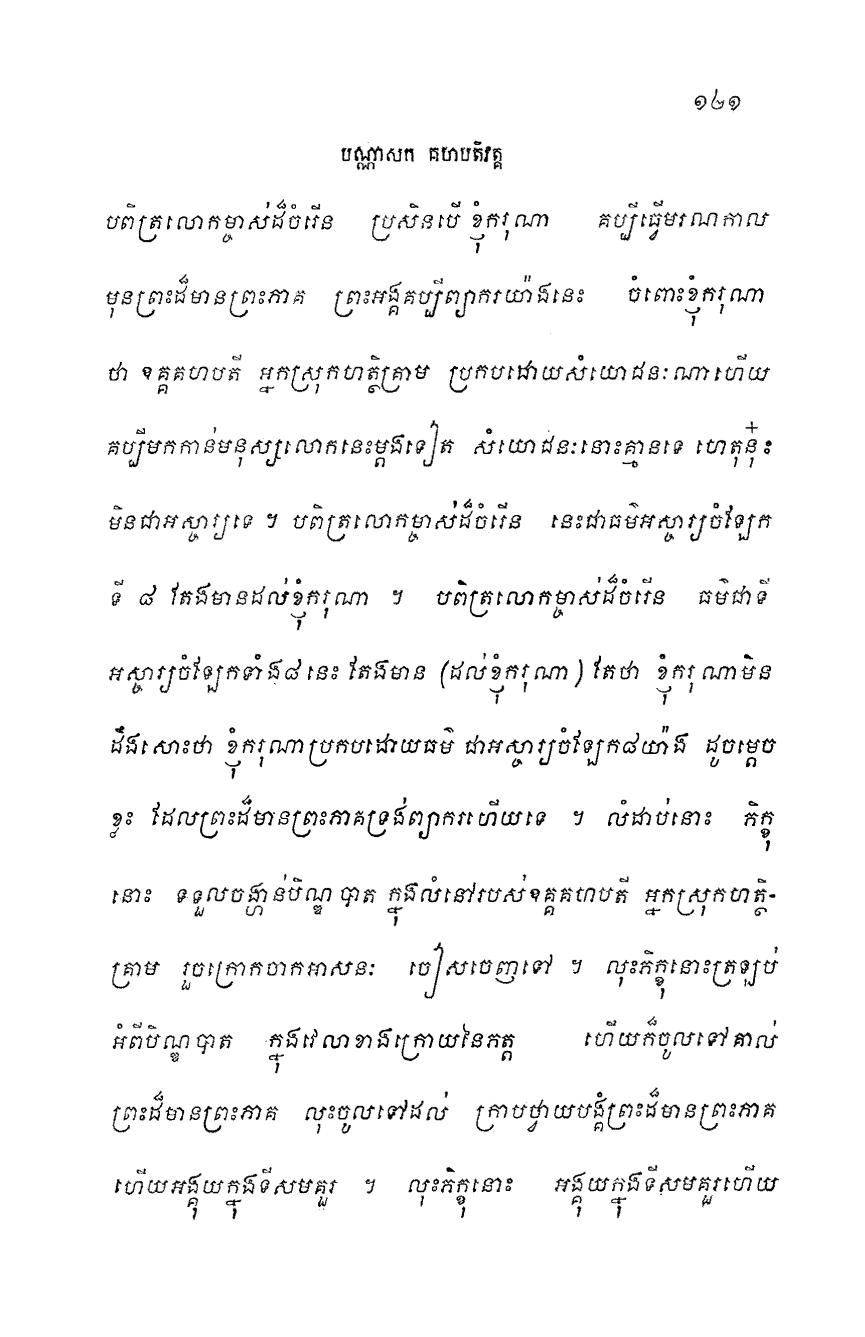 ១២១
បណ្ណាសក គហបតិវគ្គ
បពិត្រលោកម្ចាស់ដ៏ចំរើន ប្រសិនបើ ខ្ញុំករុណា គប្បីធ្វើមរណកាល
មុនព្រះដ៏មានព្រះភាគ ព្រះអង្គគប្បីព្យាករយ៉ាងនេះ ចំពោះខ្ញុំករុណា
ថា ឧគ្គគហបតី អ្នកស្រុកហត្ថិគ្រាម ប្រកបដោយសំយោជនៈណាហើយ
គប្បីមកកាន់មនុស្សលោកនេះម្តងទៀត សំយោជនៈនោះគ្មានទេ ហេតុនុ៎ះ
មិនជាអស្ចារ្យទេ ។ បពិត្រលោកម្ចាស់ដ៏ចំរើន នេះជាធម៌អស្ចារ្យចំឡែក
ទី ៨ តែងមានដល់ខ្ញុំករុណា ។ បពិត្រលោកម្ចាស់ដ៏ចំរើន ធម៌ជាទី
អស្ចារ្យចំឡែកទាំង៨នេះ តែងមាន (ដល់ខ្ញុំករុណា) តែថា ខ្ញុំករុណាមិន
ដឹងសោះថា ខ្ញុំករុណាប្រកបដោយធម៌ ជាអស្ចារ្យចំឡែក៨យ៉ាង ដូចម្តេច
ខ្លះ ដែលព្រះដ៏មានព្រះភាគទ្រង់ព្យាករហើយទេ ។ លំដាប់នោះ ភិក្ខុ
នោះ ទទួលចង្ហាន់បិណ្ឌបាត ក្នុងលំនៅរបស់ឧគ្គគហបតី អ្នកស្រុកហត្ថិ-
គ្រាម រួចក្រោកចាកអាសនៈ ចៀសចេញទៅ ។ លុះភិក្ខុនោះត្រឡប់
អំពីបិណ្ឌបាត ក្នុងវេលាខាងក្រោយនៃភត្ត ហើយក៏ចូលទៅគាល់
ព្រះដ៏មានព្រះភាគ លុះចូលទៅដល់ ក្រាបថ្វាយបង្គំព្រះដ៏មានព្រះភាគ
ហើយអង្គុយក្នុងទីសមគួរ ។ លុះភិក្ខុនោះ អង្គុយក្នុងទីសមគួរហើយ